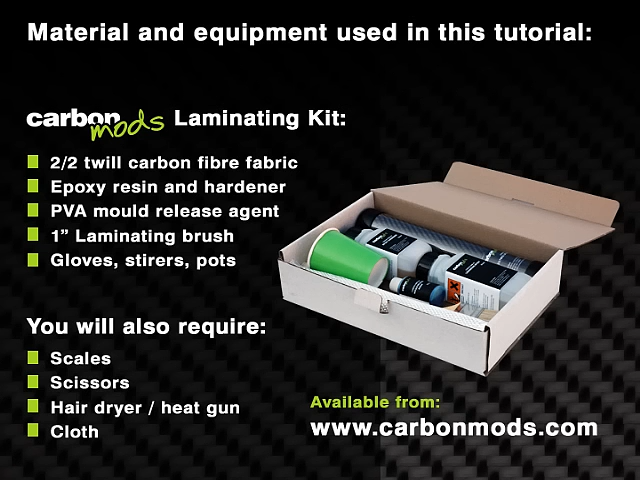 Material and equipment used in this tutorial:
carbon mods Laminating Kit:
2/2 twill carbon fibre fabric
Epoxy resin and hardener
PVA mould release agent
1” Laminating brush
Gloves, stirers, pots
You will also require:
Scales
Scissors
Hair dryer / heat gun
Cloth
Available from:
www.carbonmods.com